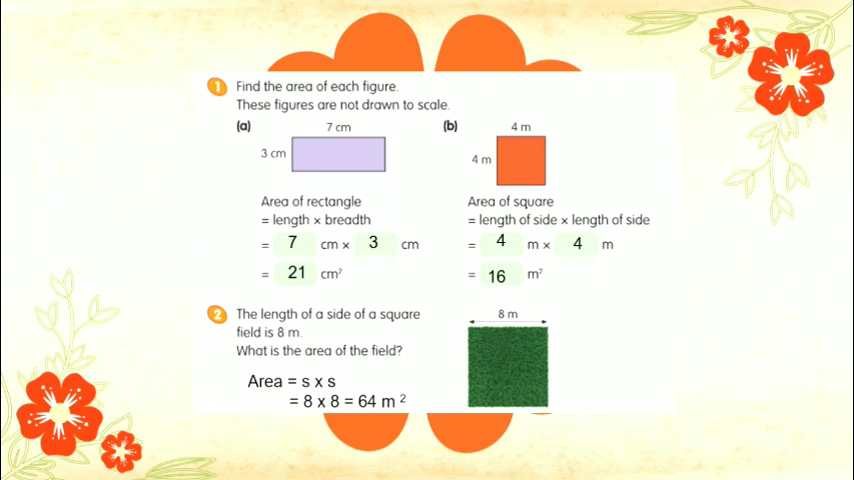 1 Find the area of each figure.
These figures are not drawn to scale.
(a) 7 cm
3 cm
Area of rectangle
= length × breadth
= 7 cm × 3 cm
= 21 cm²
(b) 4 m
4 m
Area of square
= length of side × length of side
= 4 m × 4 m
= 16 m²
2 The length of a side of a square
field is 8 m.
What is the area of the field?
8 m
Area = s x s
= 8 x 8 = 64 m ²